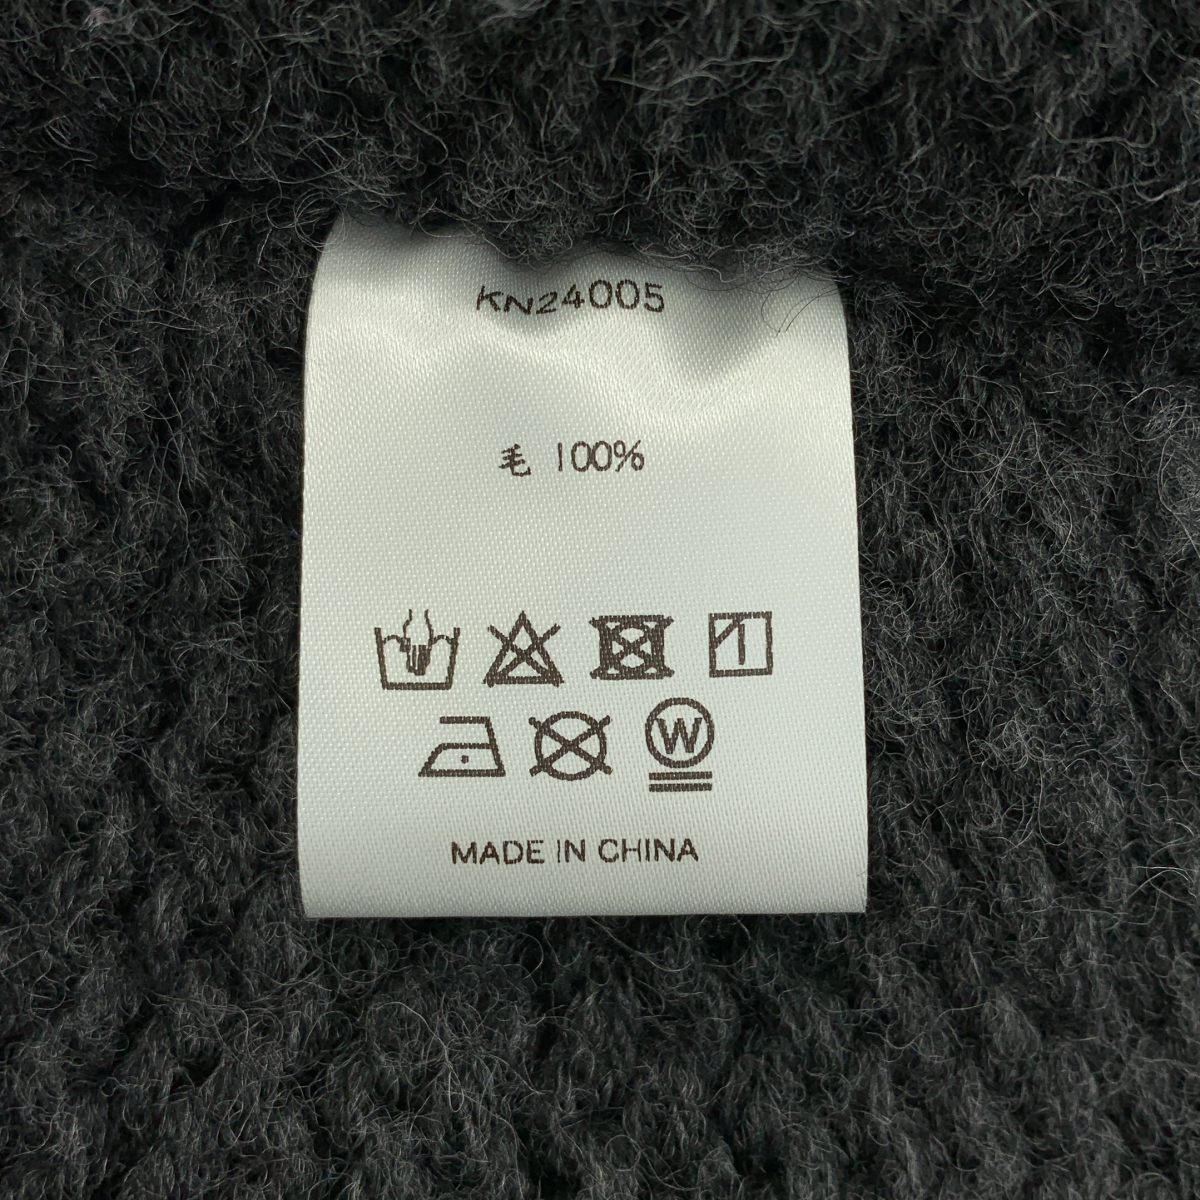 KN24005
毛 100%
W
MADE IN CHINA